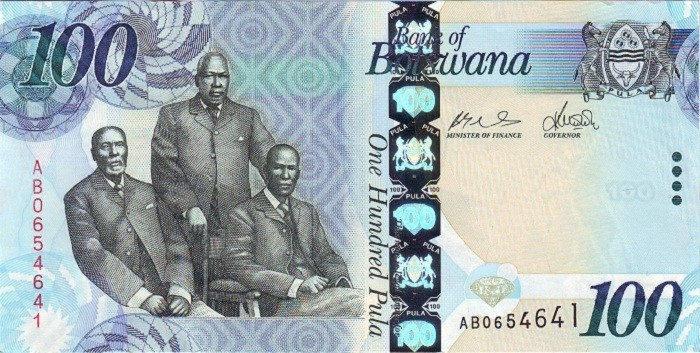 100
Bank of
Botswana
PULA
MINISTER OF FINANCE
GOVERNOR
AB0654641
One Hundred Pula
PULA
PULA
100
100
100
PULA
100
PULA
100
AB0654641
100